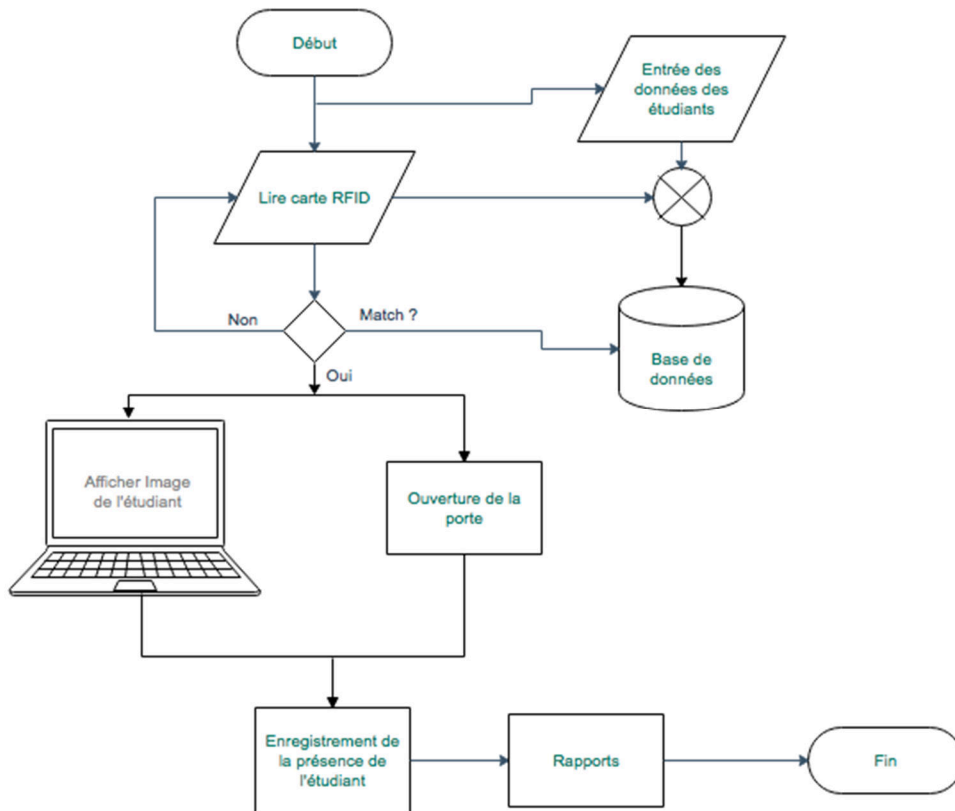 Début
Entrée des
données des
étudiants
Lire carte RFID
Non
Match ?
Base de
données
Oui
Afficher Image
de l'étudiant
Ouverture de la
porte
Enregistrement de
la présence de
l'étudiant
Rapports
Fin